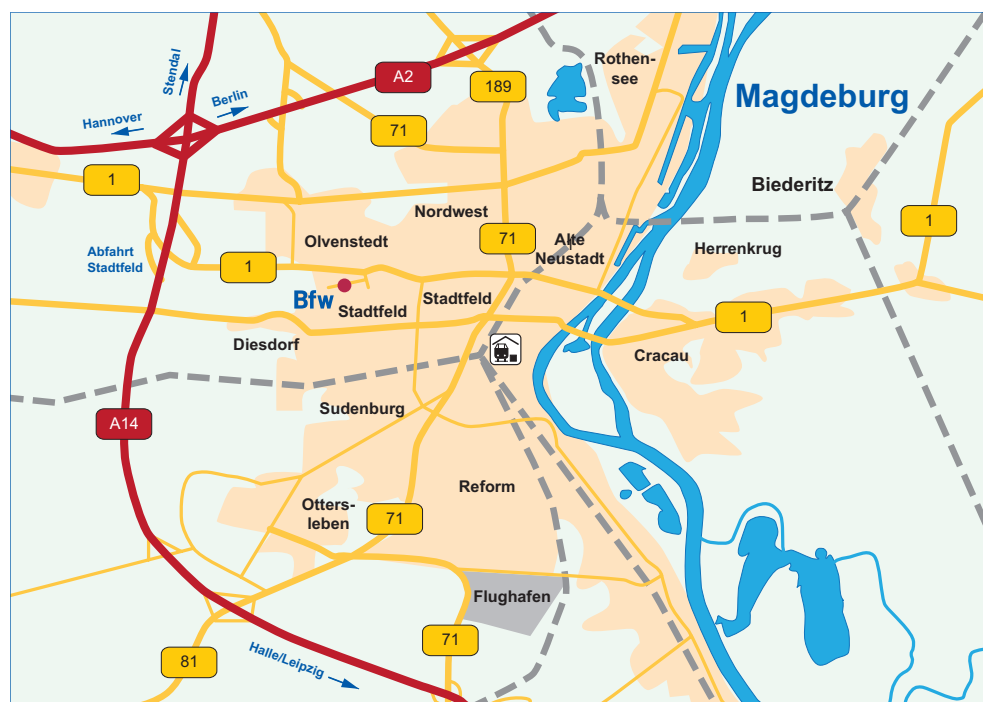 Rothen-
see
A2
Stendal
Berlin
189
Magdeburg
Hannover
71
1
Biederitz
Nordwest
71
Alte
Neustadt
1
Olvenstedt
Herrenkrug
Abfahrt
Stadtfeld
1
Bfw
Stadtfeld
Stadtfeld
1
Diesdorf
Cracau
Sudenburg
A14
Reform
Otters-
leben
71
Flughafen
71
81
Halle/Leipzig